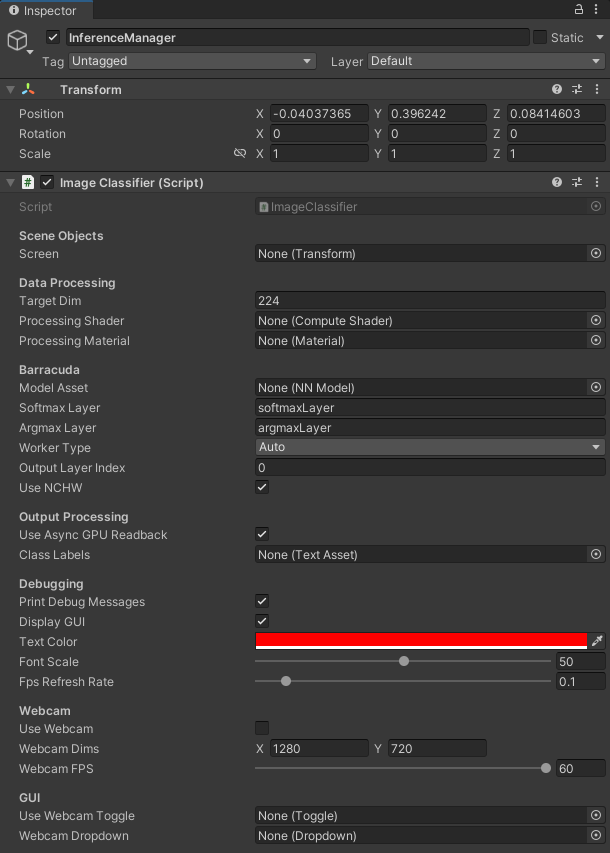 Inspector
InferenceManager Static
Tag Untagged Layer Default
Transform
Position X -0.04037365 Y 0.396242 Z 0.08414603
Rotation X 0 Y 0 Z 0
Scale X 1 Y 1 Z 1
# Image Classifier (Script)
Script # ImageClassifier
Scene Objects
Screen None (Transform)
Data Processing
Target Dim 224
Processing Shader None (Compute Shader)
Processing Material None (Material)
Barracuda
Model Asset None (NN Model)
Softmax Layer softmaxLayer
Argmax Layer argmaxLayer
Worker Type Auto
Output Layer Index 0
Use NCHW
Output Processing
Use Async GPU Readback
Class Labels None (Text Asset)
Debugging
Print Debug Messages
Display GUI
Text Color
Font Scale 50
Fps Refresh Rate 0.1
Webcam
Use Webcam
Webcam Dims X 1280 Y 720
Webcam FPS 60
GUI
Use Webcam Toggle None (Toggle)
Webcam Dropdown None (Dropdown)